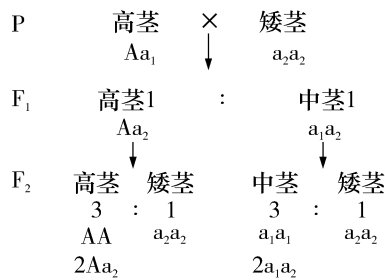 P 高茎 × 矮茎
Aa₁ a₂a₂
F₁ 高茎1 : 中茎1
Aa₂ a₁a₂
F₂ 高茎 矮茎 中茎 矮茎
3 : 1 3 : 1
AA a₂a₂ a₁a₁ a₂a₂
2Aa₂ 2a₁a₂